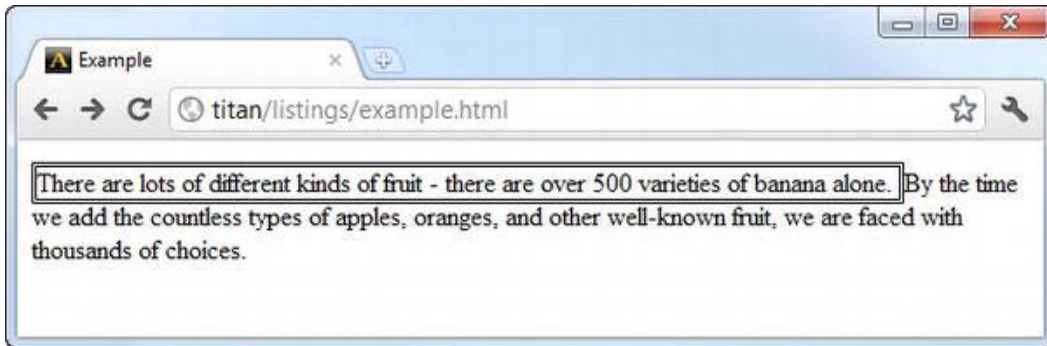 Example
titan/listings/example.html
There are lots of different kinds of fruit - there are over 500 varieties of banana alone. By the time
we add the countless types of apples, oranges, and other well-known fruit, we are faced with
thousands of choices.